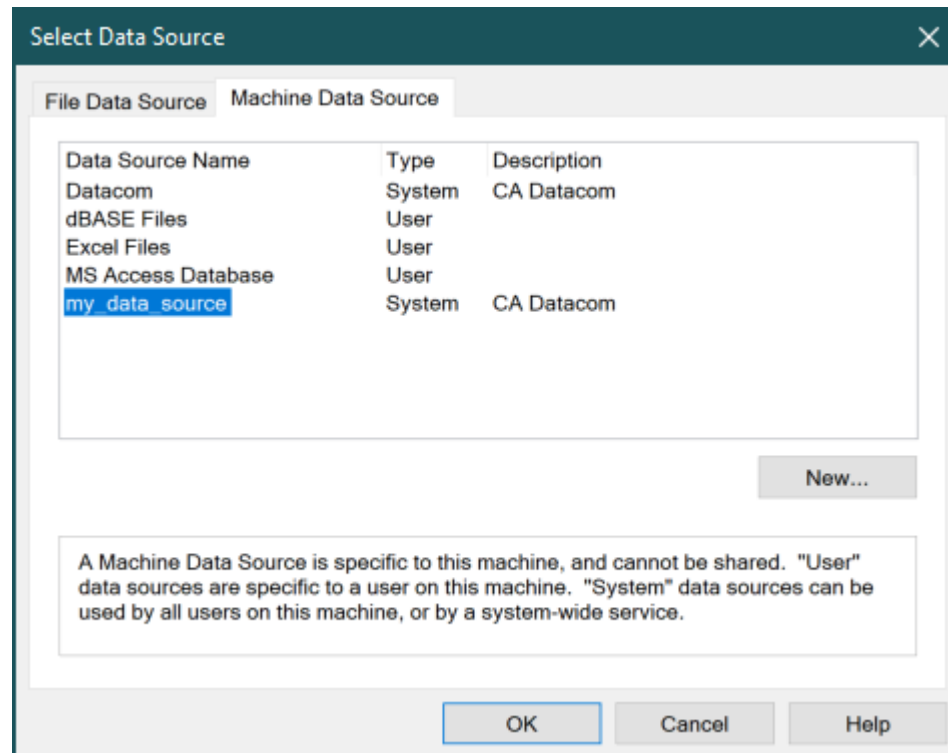 Select Data Source
File Data Source Machine Data Source
Data Source Name Type Description
Datacom System CA Datacom
dBASE Files User
Excel Files User
MS Access Database User
my_data_source System CA Datacom
New...
A Machine Data Source is specific to this machine, and cannot be shared. "User"
data sources are specific to a user on this machine. "System" data sources can be
used by all users on this machine, or by a system-wide service.
OK Cancel Help